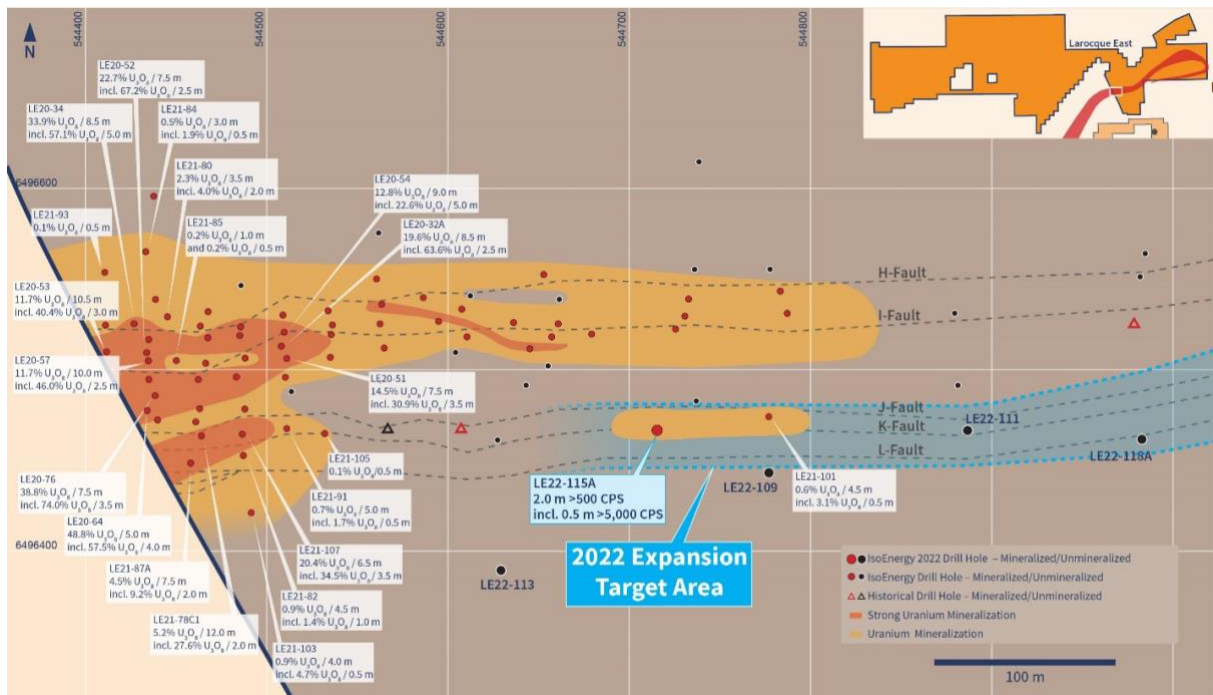 544400
544500
544600
544700
544800
N
Larocque East
LE20-52
22.7% U₃O₈ / 7.5 m
incl. 67.2% U₃O₈ / 2.5 m
LE20-34
33.9% U₃O₈ / 8.5 m
incl. 57.1% U₃O₈ / 5.0 m
LE21-84
0.5% U₃O₈ / 3.0 m
incl. 1.9% U₃O₈ / 0.5 m
LE21-80
2.3% U₃O₈ / 3.5 m
incl. 4.0% U₃O₈ / 2.0 m
6496600
LE20-54
12.8% U₃O₈ / 9.0 m
incl. 22.6% U₃O₈ / 5.0 m
LE21-93
0.1% U₃O₈ / 0.5 m
LE21-85
0.2% U₃O₈ / 1.0 m
and 0.2% U₃O₈ / 0.5 m
LE20-32A
19.6% U₃O₈ / 8.5 m
incl. 63.6% U₃O₈ / 2.5 m
H-Fault
I-Fault
LE20-53
11.7% U₃O₈ / 10.5 m
incl. 40.4% U₃O₈ / 3.0 m
LE20-57
11.7% U₃O₈ / 10.0 m
incl. 46.0% U₃O₈ / 2.5 m
LE20-51
14.5% U₃O₈ / 7.5 m
incl. 30.9% U₃O₈ / 3.5 m
J-Fault
K-Fault
L-Fault
LE22-111
LE22-118A
LE21-105
0.1% U₃O₈/0.5 m
LE22-115A
2.0 m >500 CPS
incl. 0.5 m >5,000 CPS
LE22-109
LE21-101
0.6% U₃O₈ / 4.5 m
incl. 3.1% U₃O₈ / 0.5 m
LE20-76
38.8% U₃O₈ / 7.5 m
incl. 74.0% U₃O₈ / 3.5 m
LE21-91
0.7% U₃O₈ / 5.0 m
incl. 1.7% U₃O₈ / 0.5 m
LE20-64
48.8% U₃O₈ / 5.0 m
incl. 57.5% U₃O₈ / 4.0 m
6496400
LE21-107
20.4% U₃O₈ / 6.5 m
incl. 34.5% U₃O₈ / 3.5 m
2022 Expansion
Target Area
LE22-113
LE21-87A
4.5% U₃O₈ / 7.5 m
incl. 9.2% U₃O₈ / 2.0 m
LE21-82
0.9% U₃O₈ / 4.5 m
incl. 1.4% U₃O₈ / 1.0 m
LE21-78C1
5.2% U₃O₈ / 12.0 m
incl. 27.6% U₃O₈ / 2.0 m
LE21-103
0.9% U₃O₈ / 4.0 m
incl. 4.7% U₃O₈ / 0.5 m
IsoEnergy 2022 Drill Hole – Mineralized/Unmineralized
IsoEnergy Drill Hole – Mineralized/Unmineralized
Historical Drill Hole – Mineralized/Unmineralized
Strong Uranium Mineralization
Uranium Mineralization
100 m